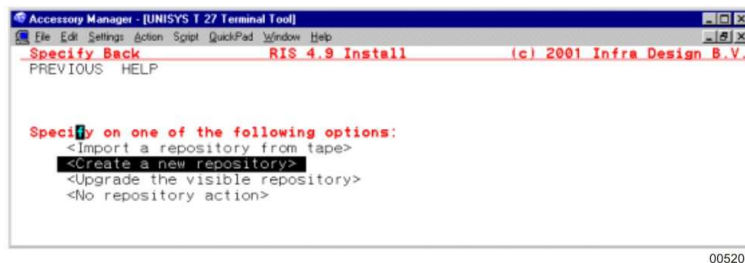 Accessory Manager - [UNISYS T 27 Terminal Tool]
File Edit Settings Action Script QuickPad Window Help
Specify Back RIS 4.9 Install (c) 2001 Infra Design B.V.
PREVIOUS HELP
Specify on one of the following options:
<Import a repository from tape>
<Create a new repository>
<Upgrade the visible repository>
<No repository action>
00520